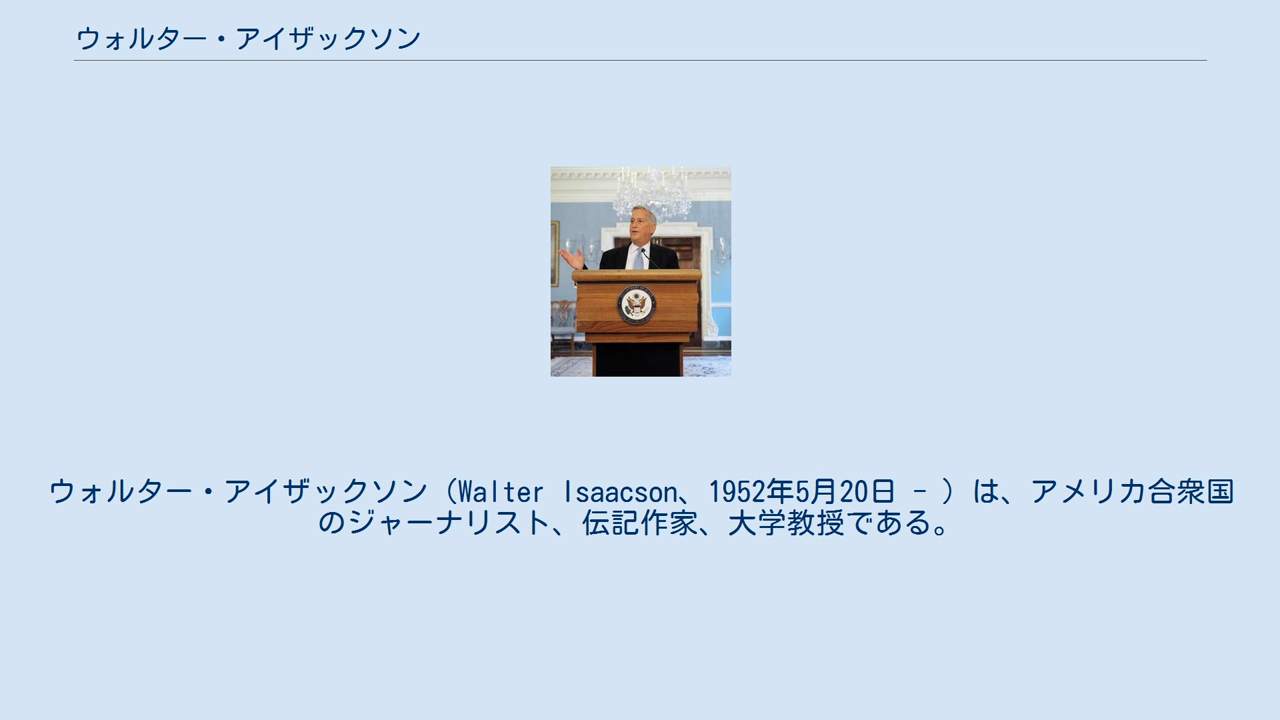 ウォルター・アイザックソン
ウォルター・アイザックソン（Walter Isaacson、1952年5月20日 - ）は、アメリカ合衆国
のジャーナリスト、伝記作家、大学教授である。